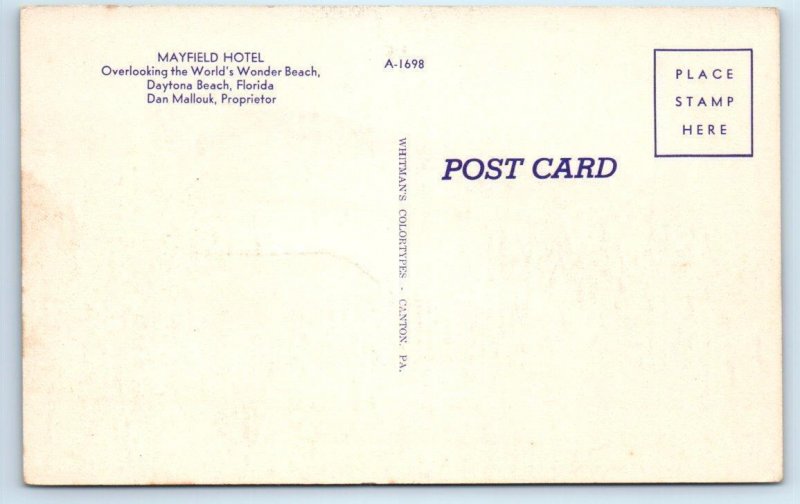 MAYFIELD HOTEL
Overlooking the World's Wonder Beach,
Daytona Beach, Florida
Dan Mallouk, Proprietor
A-1698
WHITMAN'S COLORTYPES - CANTON, PA.
POST CARD
PLACE
STAMP
HERE